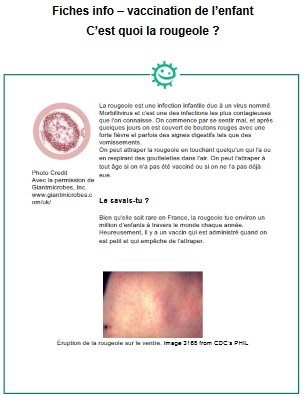 Fiches info – vaccination de l'enfant
C'est quoi la rougeole ?
La rougeole est une infection infantile due à un virus nommé
Morbillivirus et c'est une des infections les plus contagieuses
que l'on connaisse. On commence par se sentir mal, et après
quelques jours on est couvert de boutons rouges avec une
forte fièvre et parfois des signes digestifs tels que des
vomissements.
On peut attraper la rougeole en touchant quelqu'un qui l'a ou
en respirant des gouttelettes dans l'air. On peut l'attraper à
tout âge si on n'a pas été vacciné ou si on ne l'a pas déjà
eue.
Photo Credit
Avec la permission de
Giantmicrobes, Inc.
www.giantmicrobes.c
om/uk/
Le savais-tu ?
Bien qu'elle soit rare en France, la rougeole tue environ un
million d'enfants à travers le monde chaque année.
Heureusement, il y a un vaccin qui est administré quand on
est petit et qui empêche de l'attraper.
Éruption de la rougeole sur le ventre. Image 3168 from CDC's PHIL